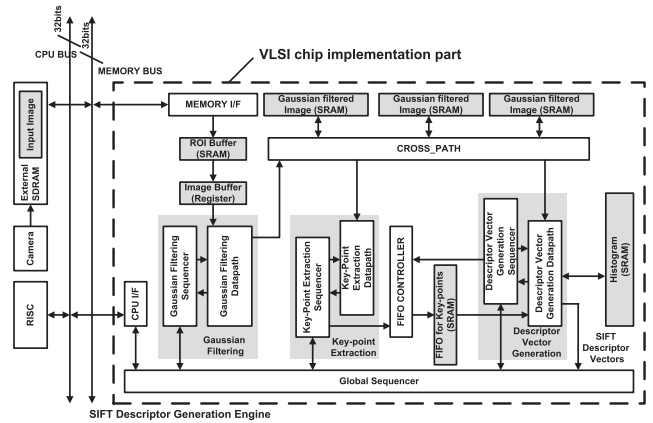 32bits
32bits
CPU BUS
MEMORY BUS
VLSI chip implementation part
Input Image
External
SDRAM
MEMORY I/F
Gaussian filtered
Image (SRAM)
Gaussian filtered
Image (SRAM)
Gaussian filtered
Image (SRAM)
ROI Buffer
(SRAM)
CROSS_PATH
Image Buffer
(Register)
Camera
RISC
CPU I/F
Gaussian Filtering
Sequencer
Gaussian Filtering
Datapath
Gaussian
Filtering
Key-Point Extraction
Sequencer
Key-Point
Extraction
Datapath
Key-point
Extraction
FIFO CONTROLLER
FIFO for Key-points
(SRAM)
Descriptor Vector
Generation
Sequencer
Descriptor Vector
Generation Datapath
Descriptor
Vector
Generation
Histogram
(SRAM)
SIFT
Descriptor
Vectors
Global Sequencer
SIFT Descriptor Generation Engine